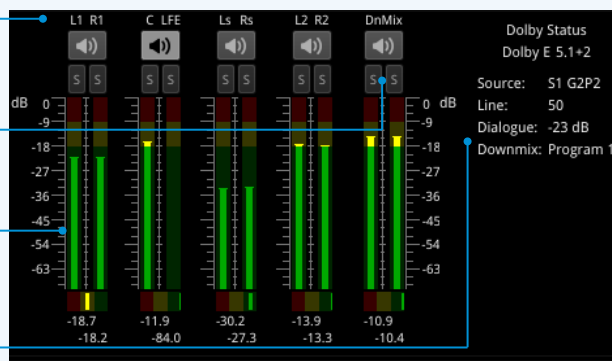 L1 R1 C LFE Ls Rs L2 R2 DnMix
S S S S S S S S S S
dB 0 0 dB
-9 -9
-18 -18
-27 -27
-36 -36
-45 -45
-54 -54
-63 -63
-18.7 -11.9 -30.2 -13.9 -10.9
-18.2 -84.0 -27.3 -13.3 -10.4
Dolby Status
Dolby E 5.1+2
Source: S1 G2P2
Line: 50
Dialogue: -23 dB
Downmix: Program 1